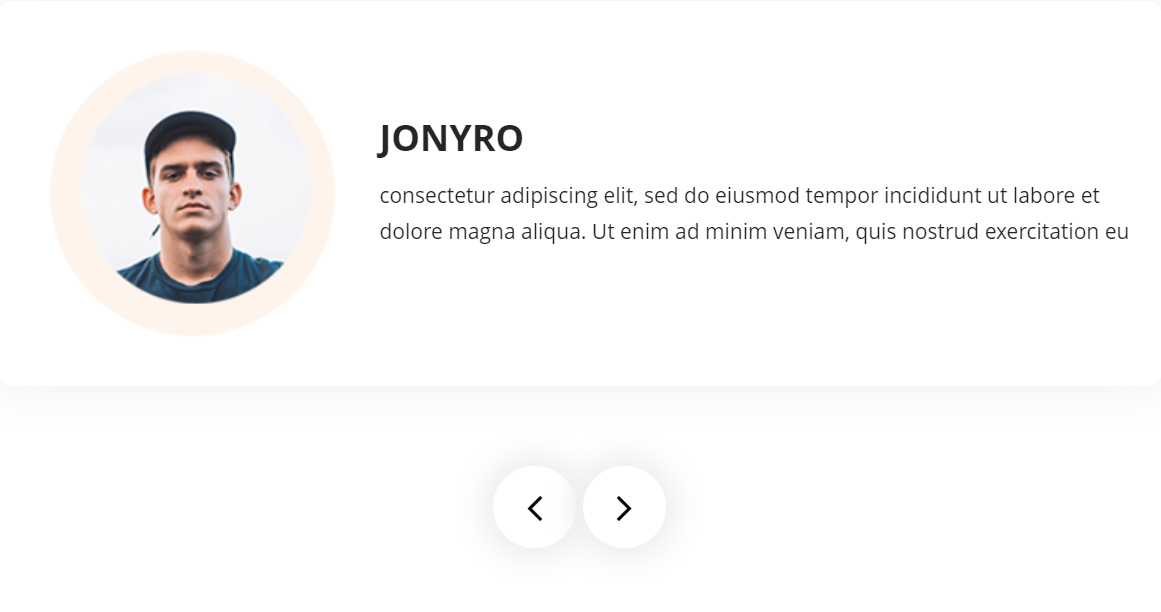 JONYRO
consectetur adipiscing elit, sed do eiusmod tempor incididunt ut labore et
dolore magna aliqua. Ut enim ad minim veniam, quis nostrud exercitation eu